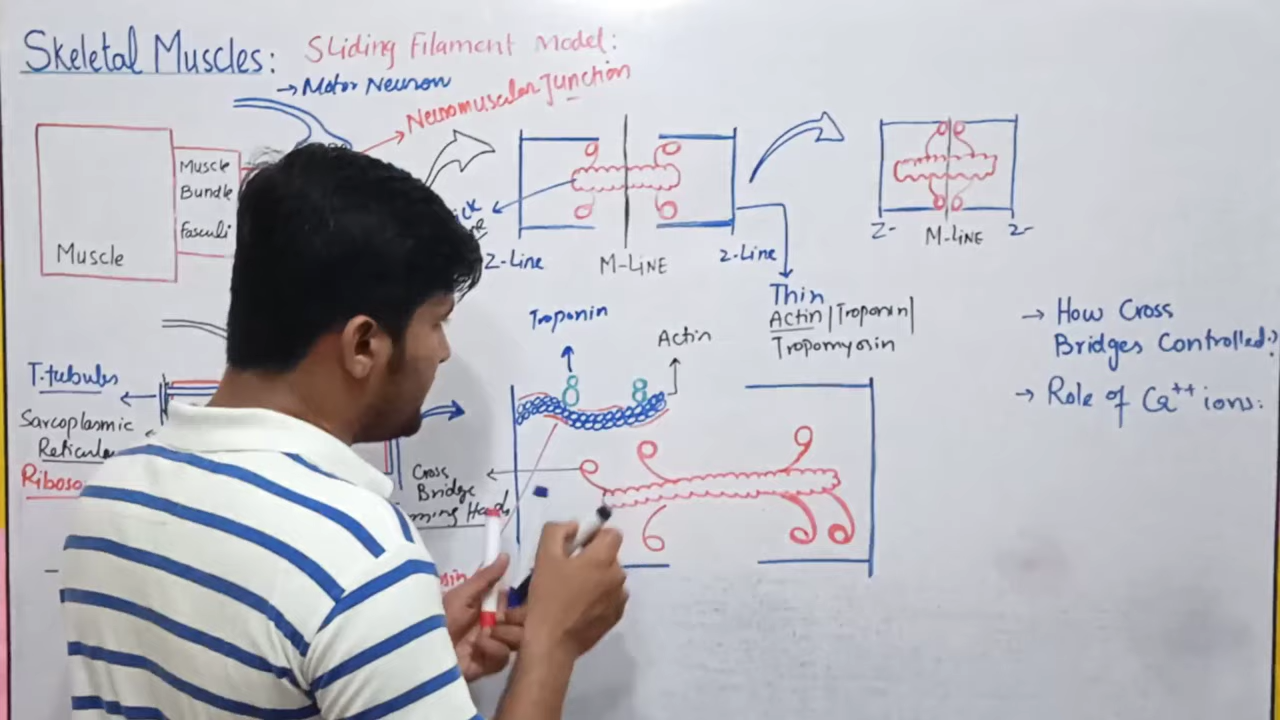 Skeletal Muscles: Sliding Filament Model:
→ Motor Neuron
Neuromuscular Junction
Muscle
Bundle
Fasculi
Muscle
Z-Line
M-LINE
Z-Line
Z-
M-LINE
Z-
Thin
Actin | Troponin |
Tropomyosin
Troponin
Actin
→ How Cross
Bridges Controlled?
→ Role of Ca++ ions:
T.tubules
Sarcoplasmic
Cross
Bridge